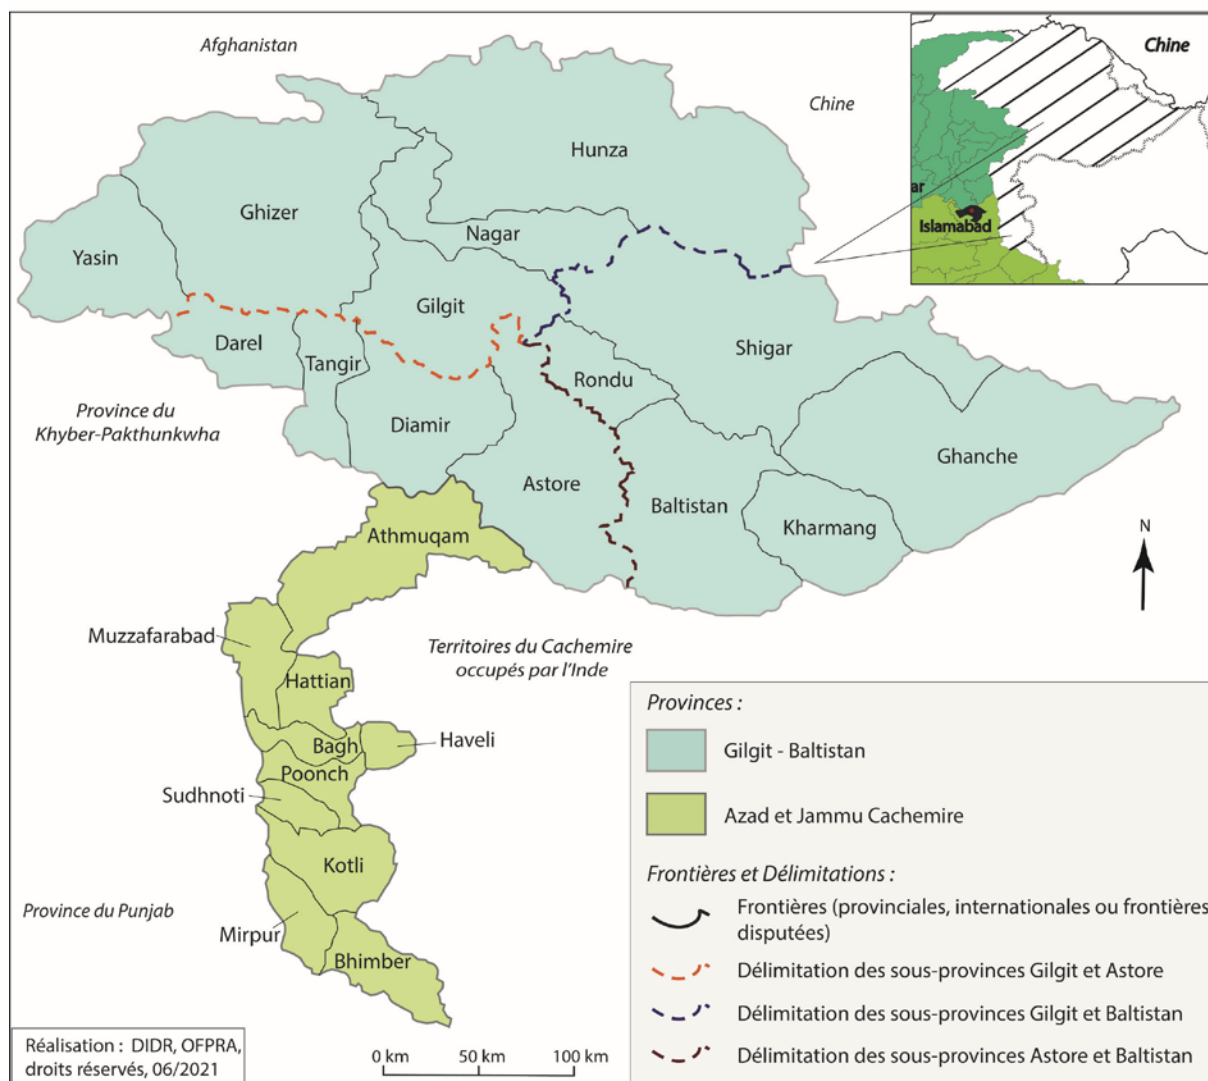 Afghanistan
Chine
Chine
Hunza
Ghizer
Nagar
Yasin
ar
Islamabad
Gilgit
Darel
Tangir
Shigar
Rondu
Province du
Khyber-Pakthunkwha
Diamir
Ghanche
Astore
Baltistan
Kharmang
N
Athmuqam
Muzzafarabad
Territoires du Cachemire
occupés par l'Inde
Hattian
Bagh
Haveli
Poonch
Sudhnoti
Kotli
Province du Punjab
Mirpur
Bhimber
Provinces :
Gilgit - Baltistan
Azad et Jammu Cachemire
Frontières et Délimitations :
Frontières (provinciales, internationales ou frontières
disputées)
Délimitation des sous-provinces Gilgit et Astore
Délimitation des sous-provinces Gilgit et Baltistan
Délimitation des sous-provinces Astore et Baltistan
Réalisation : DIDR, OFPRA,
droits réservés, 06/2021
0 km 50 km 100 km